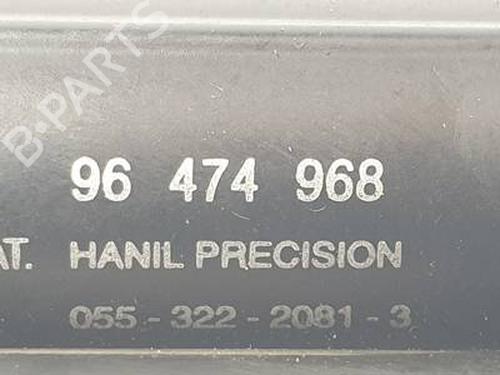 B-PARTS
96 474 968
AT. HANIL PRECISION
055-322-2081-3